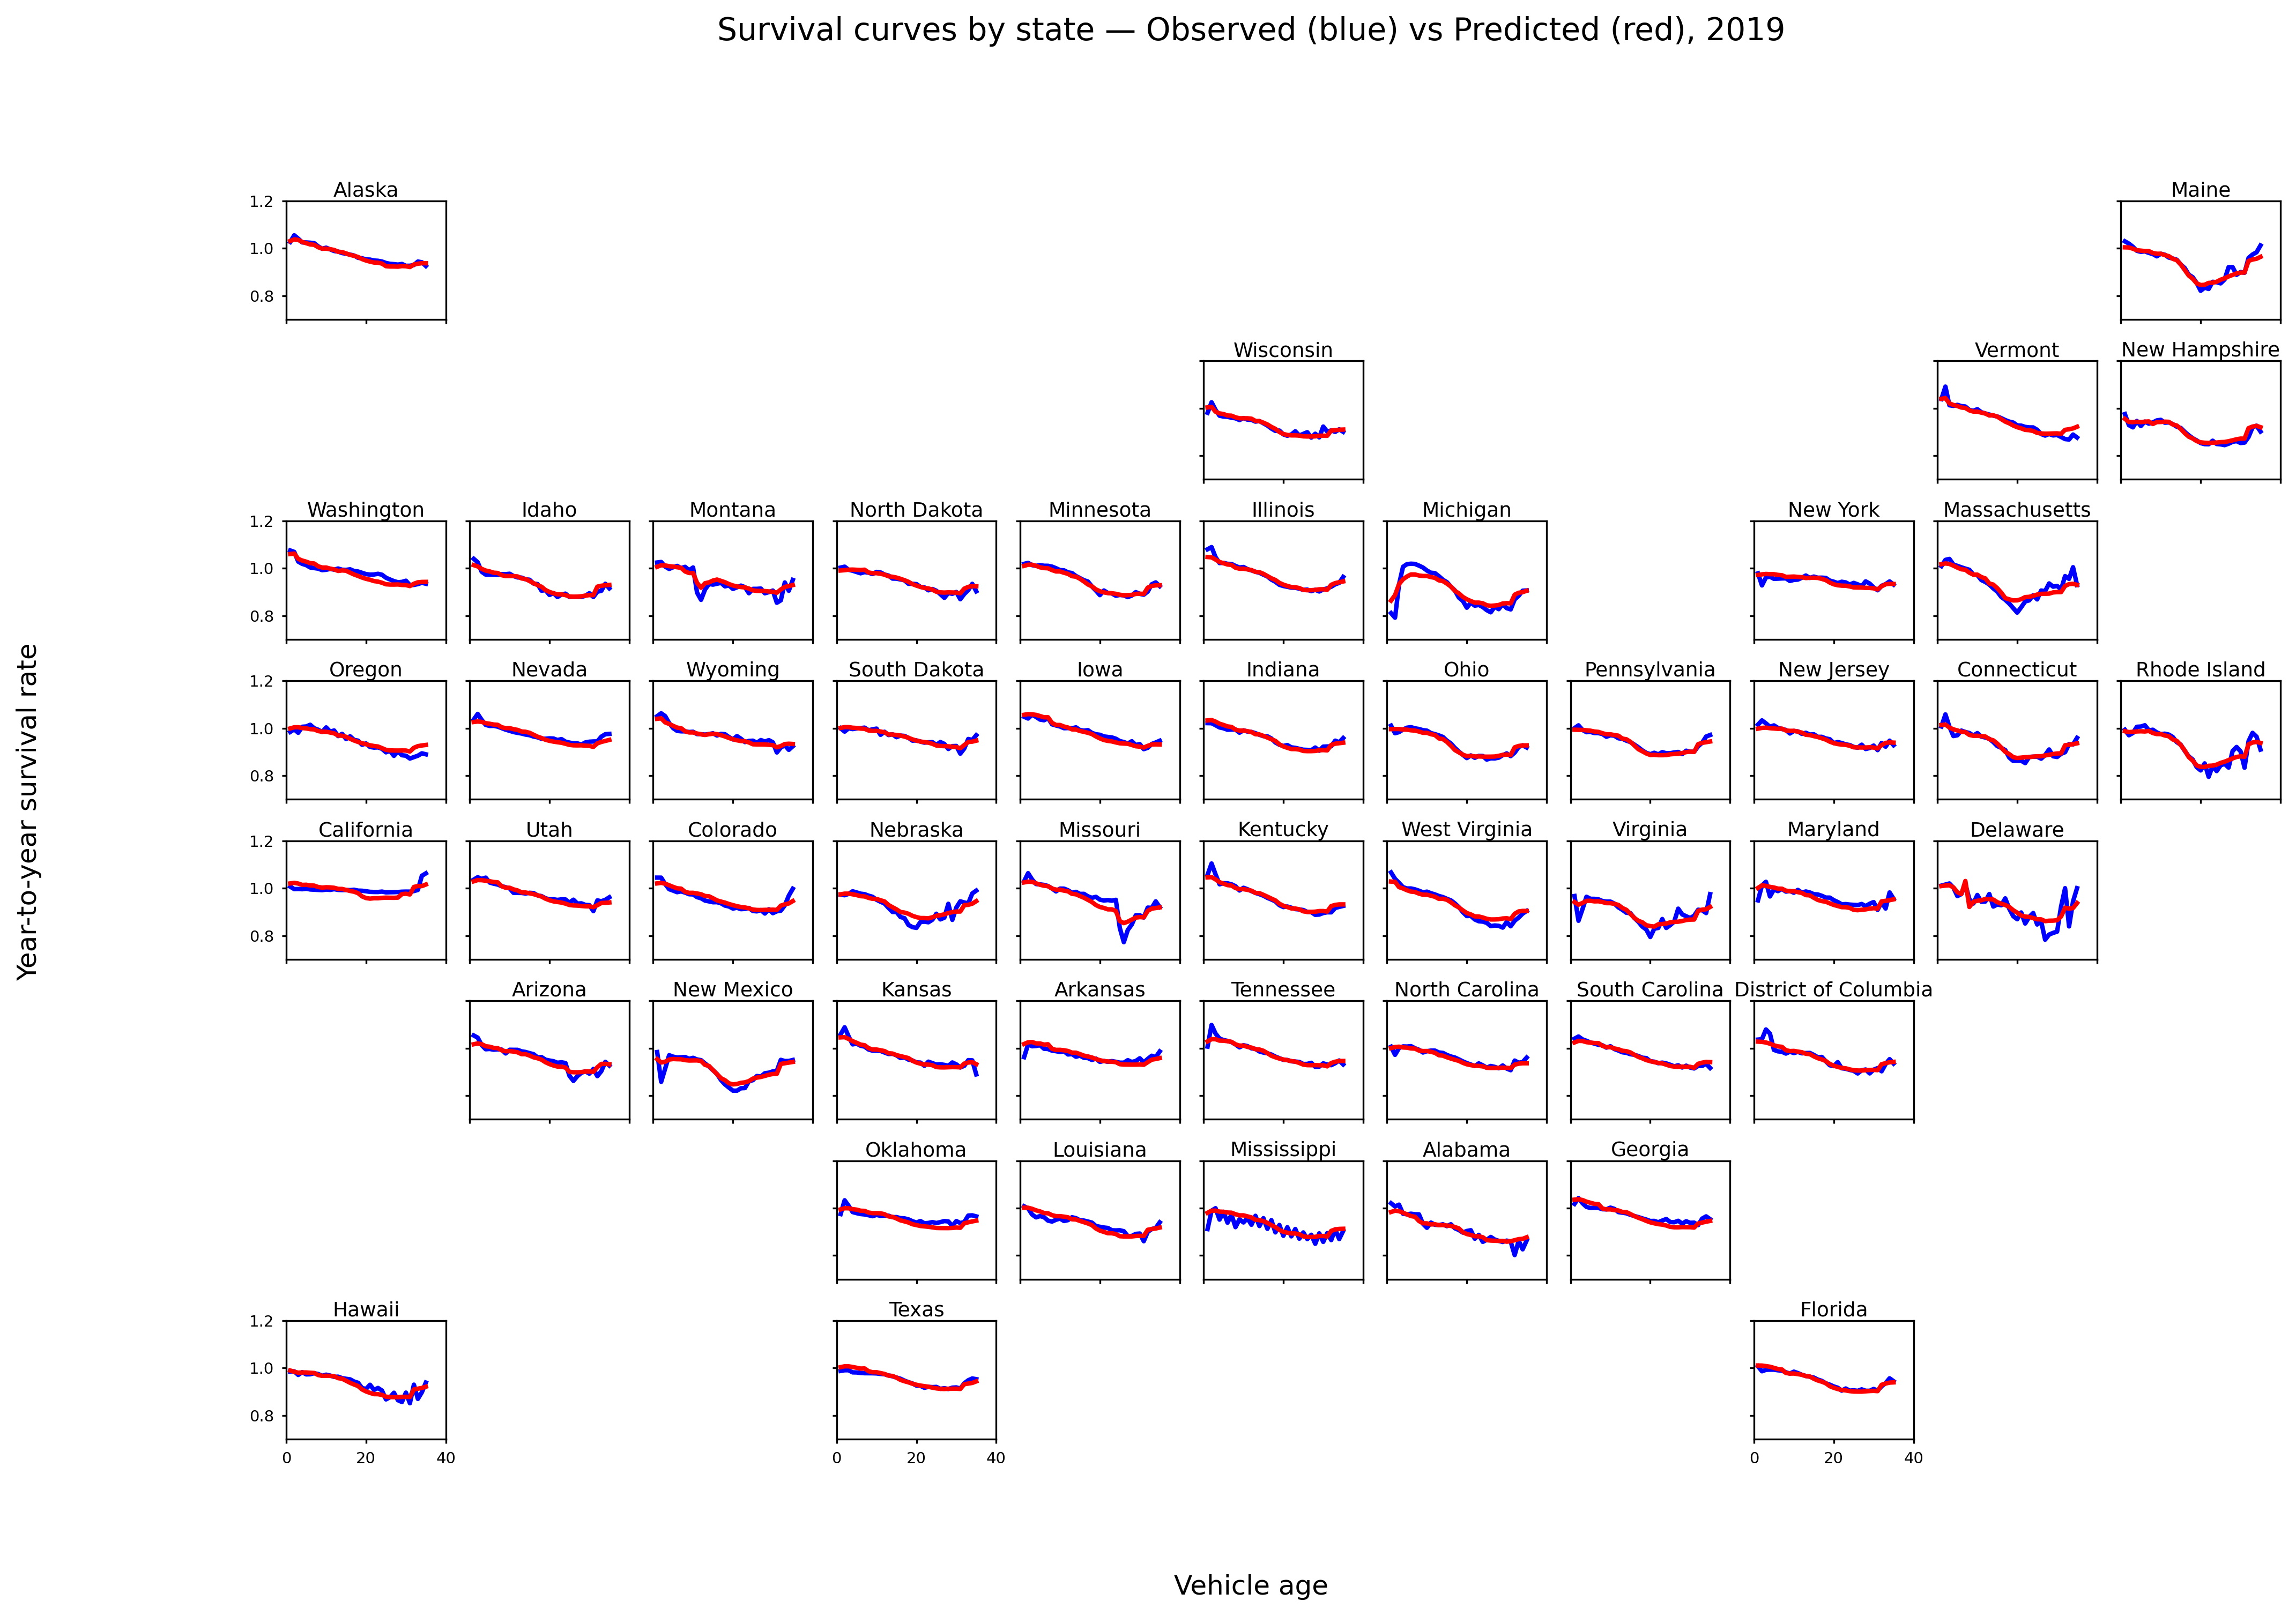 Survival curves by state — Observed (blue) vs Predicted (red), 2019
Alaska
Maine
1.2
1.0
0.8
Wisconsin
Vermont
New Hampshire
Washington
Idaho
Montana
North Dakota
Minnesota
Illinois
Michigan
New York
Massachusetts
1.2
1.0
0.8
Oregon
Nevada
Wyoming
South Dakota
Iowa
Indiana
Ohio
Pennsylvania
New Jersey
Connecticut
Rhode Island
1.2
1.0
0.8
California
Utah
Colorado
Nebraska
Missouri
Kentucky
West Virginia
Virginia
Maryland
Delaware
1.2
1.0
0.8
Arizona
New Mexico
Kansas
Arkansas
Tennessee
North Carolina
South Carolina
District of Columbia
Oklahoma
Louisiana
Mississippi
Alabama
Georgia
Hawaii
Texas
Florida
1.2
1.0
0.8
0 20 40
0 20 40
0 20 40
Year-to-year survival rate
Vehicle age